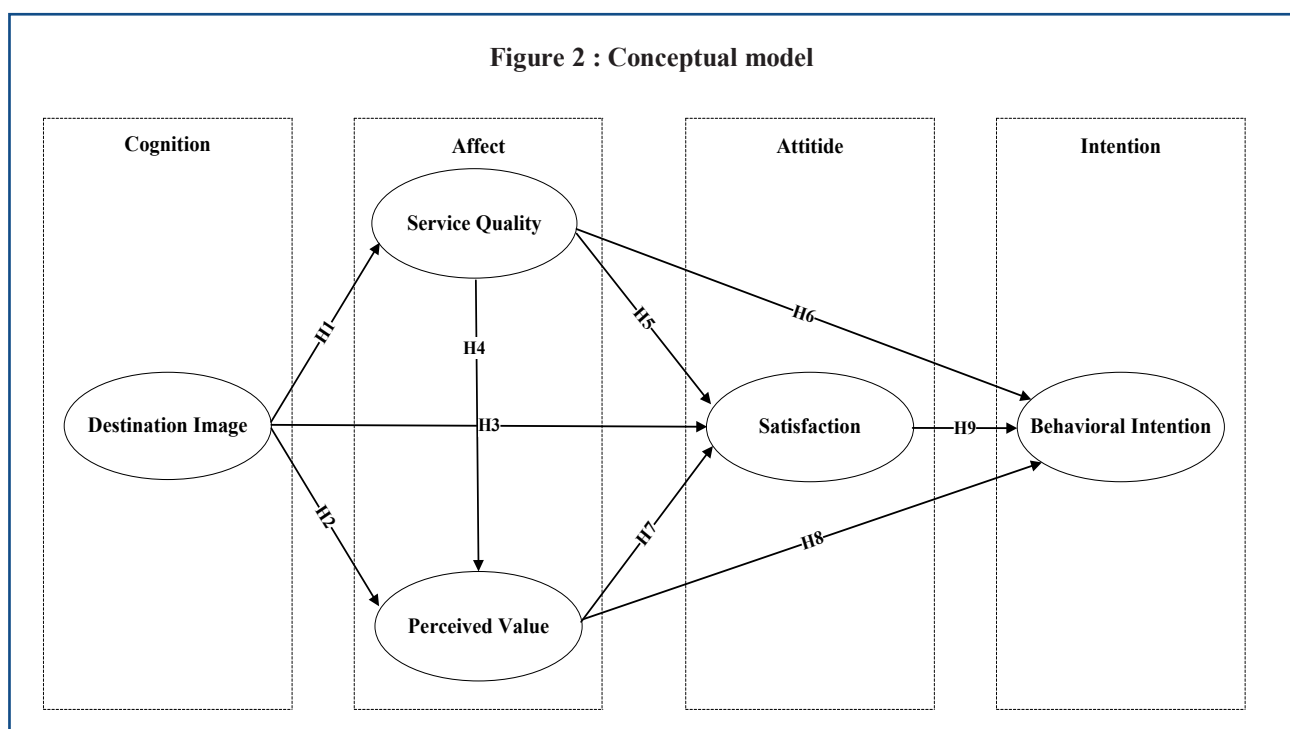 Figure 2 : Conceptual model
Cognition
Affect
Attitide
Intention
Service Quality
H1
H4
H5
H6
Destination Image
H3
Satisfaction
H9
Behavioral Intention
H2
H7
H8
Perceived Value